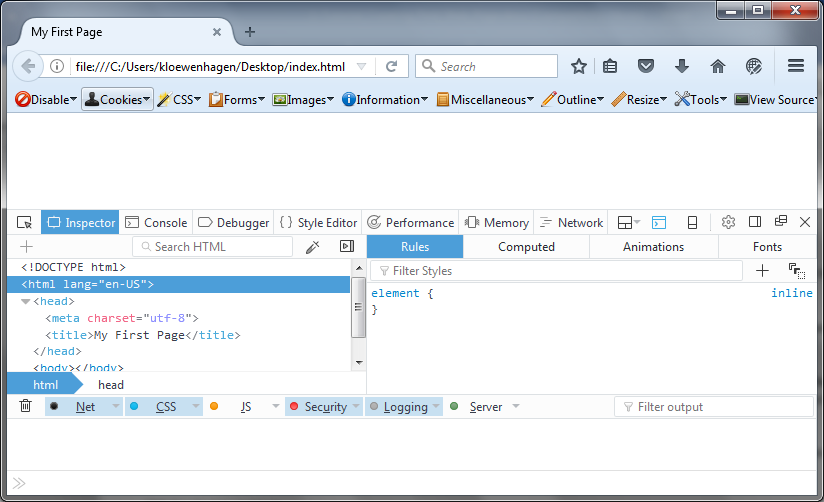 My First Page
file:///C:/Users/kloewenhagen/Desktop/index.html Search
Disable Cookies CSS Forms Images Information Miscellaneous Outline Resize Tools View Source
Inspector Console Debugger Style Editor Performance Memory Network
Search HTML Rules Computed Animations Fonts
<!DOCTYPE html> Filter Styles
<html lang="en-US"> element { inline
<head> }
<meta charset="utf-8">
<title>My First Page</title>
</head>
<body></body>
html head
Net CSS JS Security Logging Server Filter output